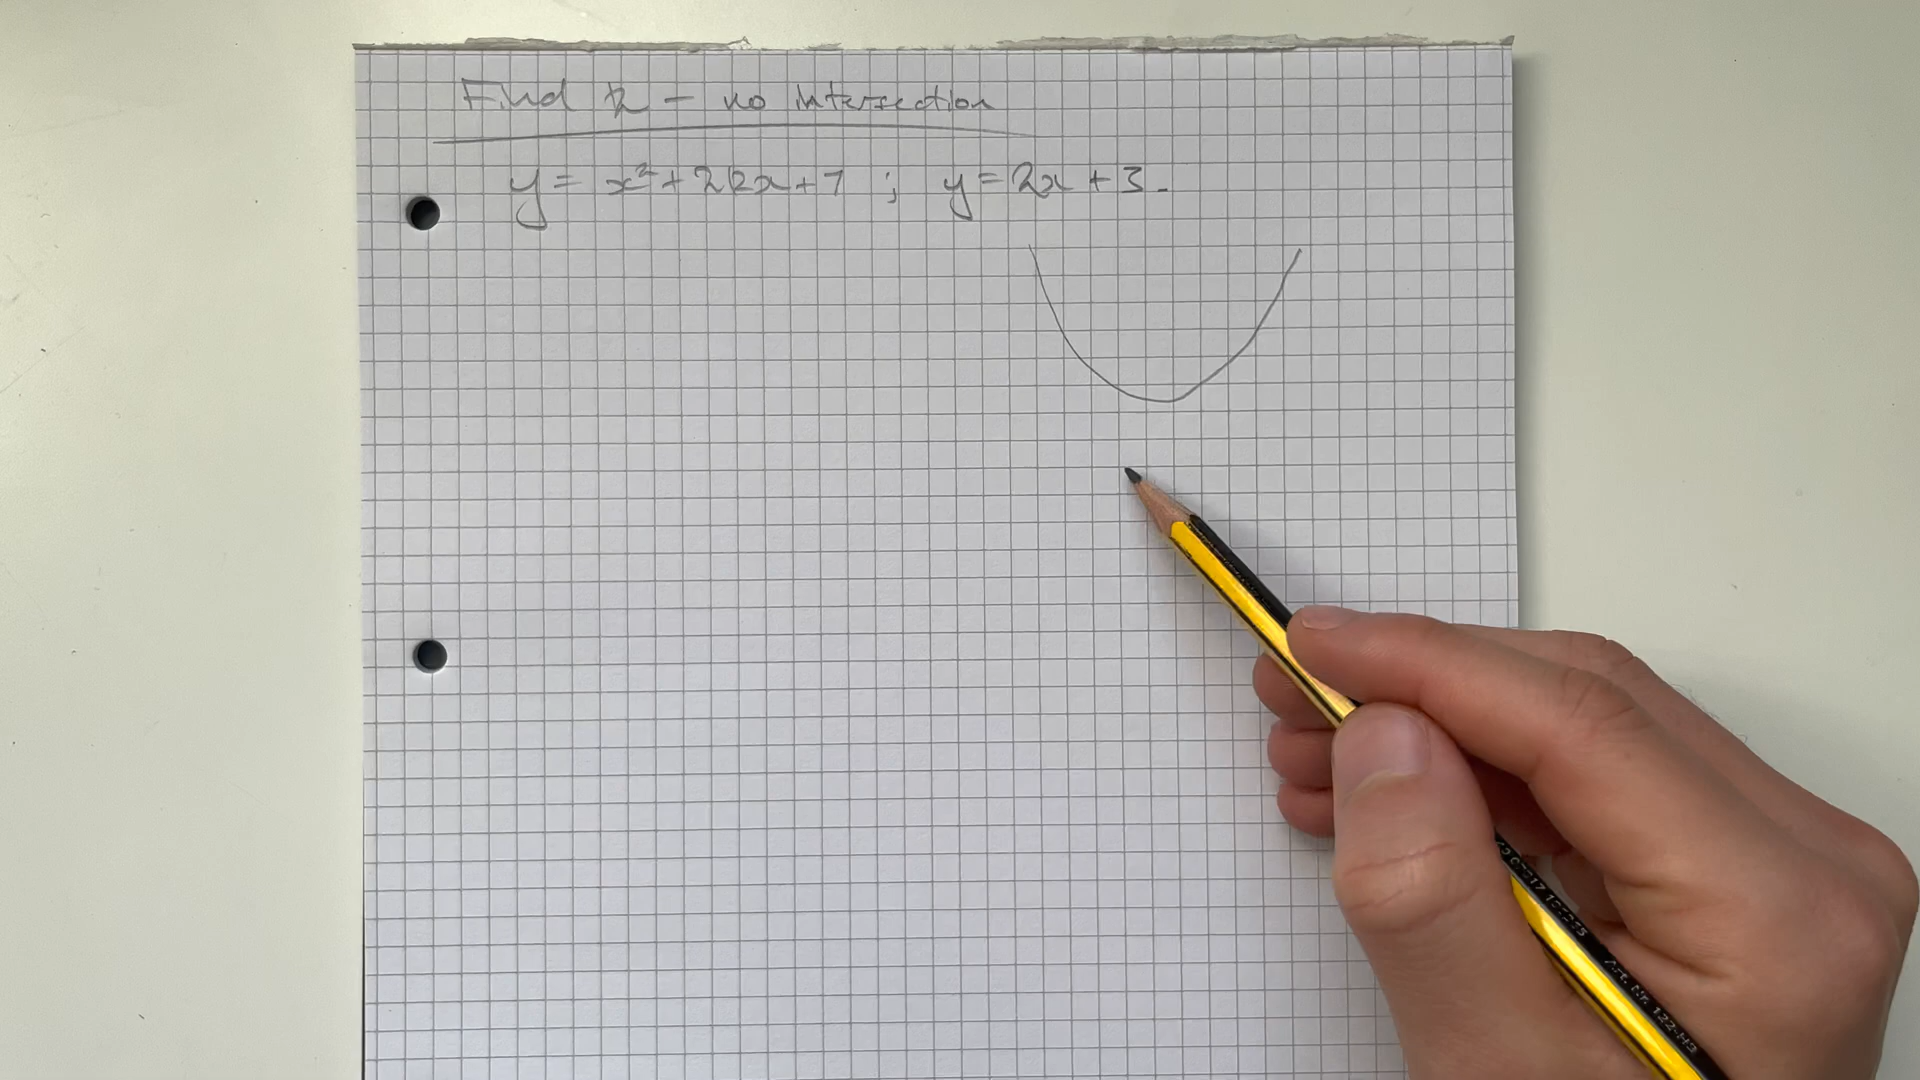 Find k - no intersection
y = x² + 2kx + 7 ; y = 2x + 3.